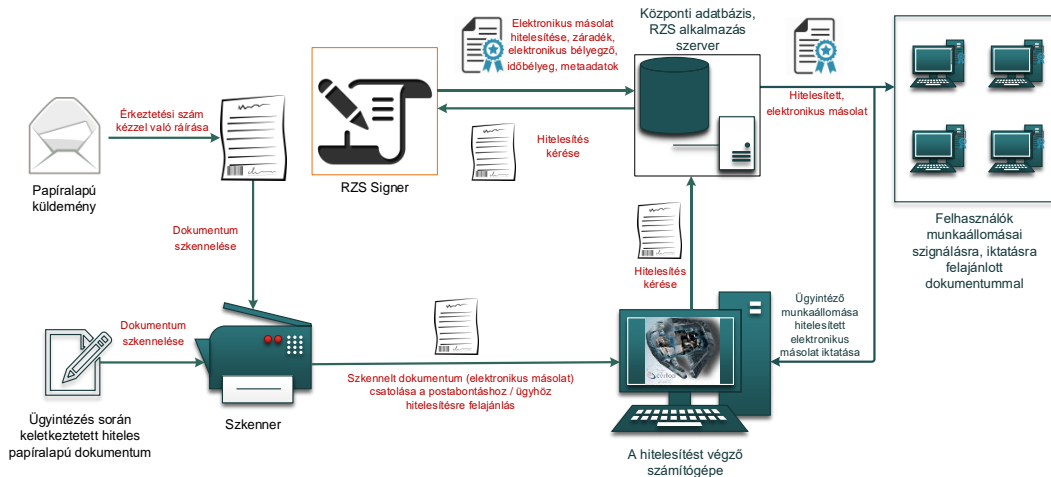 Elektronikus másolat
hitelesítése, záradék,
elektronikus bélyegző,
időbélyeg, metaadatok
Központi adatbázis,
RZS alkalmazás
szerver
Érkeztetési szám
kézzel való ráírása
Hitelesítés
kérése
Hitelesített,
elektronikus másolat
Papíralapú
küldemény
RZS Signer
Felhasználók
munkaállomásai
szignálásra, iktatásra
felajánlott
dokumentummal
Dokumentum
szkennelése
Hitelesítés
kérése
Ügyintéző
munkaállomása
hitelesített
elektronikus
másolat iktatása
Dokumentum
szkennelése
Szkennelt dokumentum (elektronikus másolat)
csatolása a postabontáshoz / ügyhöz
hitelesítésre felajánlás
Ügyintézés során
keletkeztetett hiteles
papíralapú dokumentum
Szkenner
A hitelesítést végző
számítógépe